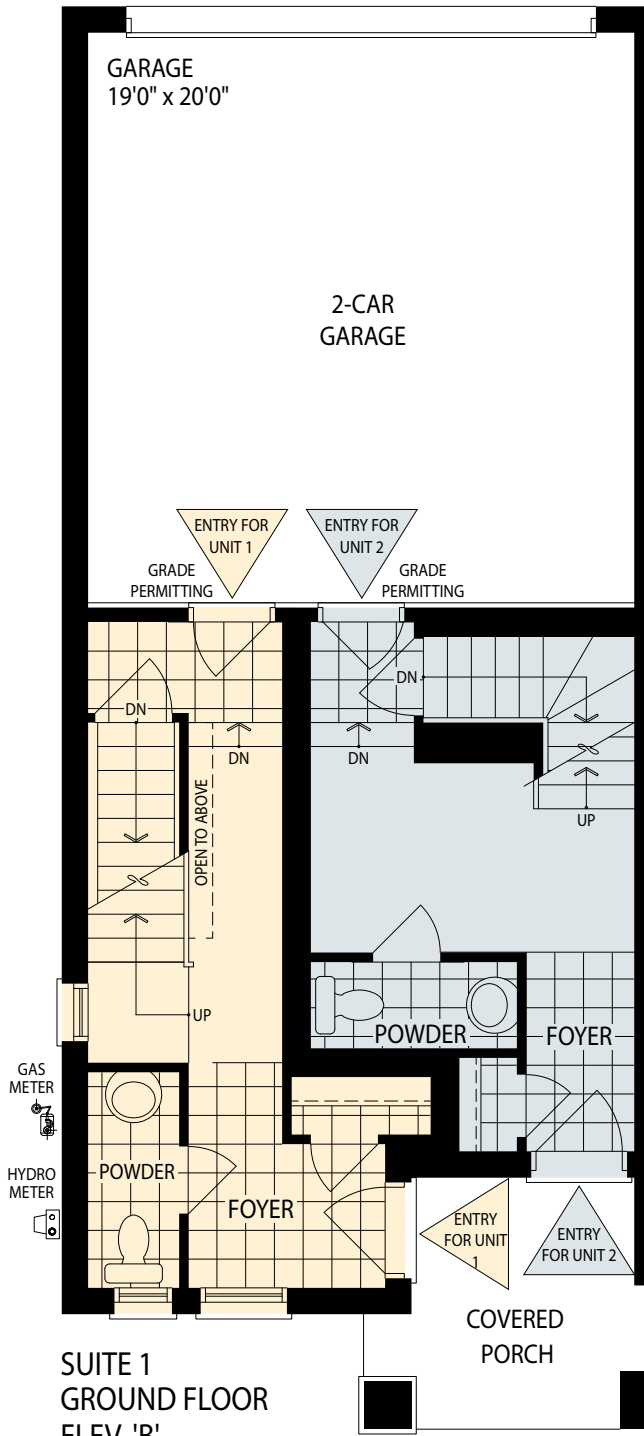 GARAGE
19'0" x 20'0"
2-CAR
GARAGE
ENTRY FOR
UNIT 1
ENTRY FOR
UNIT 2
GRADE
PERMITTING
GRADE
PERMITTING
DN
DN
DN
DN
OPEN TO ABOVE
UP
UP
POWDER
FOYER
GAS
METER
HYDRO
METER
POWDER
FOYER
ENTRY
FOR UNIT
1
ENTRY
FOR UNIT 2
COVERED
PORCH
SUITE 1
GROUND FLOOR
ELEV. 'B'